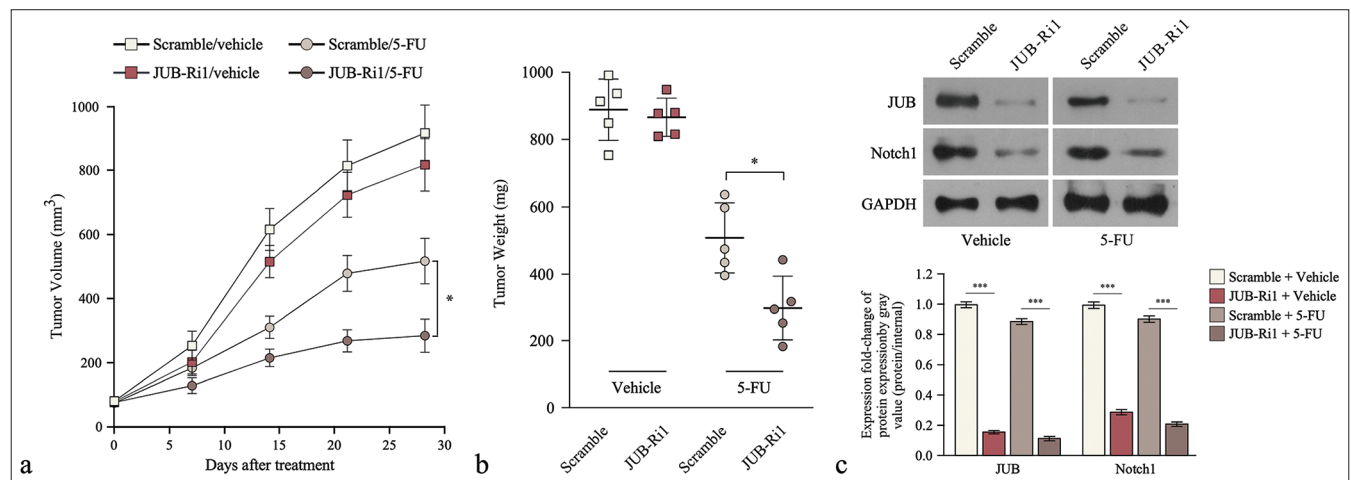 Scramble/vehicle
Scramble/5-FU
JUB-Ri1/vehicle
JUB-Ri1/5-FU
Tumor Volume (mm3)
1000
800
600
400
200
0
*
0 5 10 15 20 25 30
Days after treatment
a
Tumor Weight (mg)
1000
800
600
400
200
0
*
Vehicle 5-FU
Scramble JUB-Ri1 Scramble JUB-Ri1
b
Scramble JUB-Ri1 Scramble JUB-Ri1
JUB
Notch1
GAPDH
Vehicle 5-FU
Expression fold-change of
protein expressionby gray
value (protein/internal)
1.2
1.0
0.8
0.6
0.4
0.2
0.0
*** *** *** ***
JUB Notch1
Scramble + Vehicle
JUB-Ri1 + Vehicle
Scramble + 5-FU
JUB-Ri1 + 5-FU
c